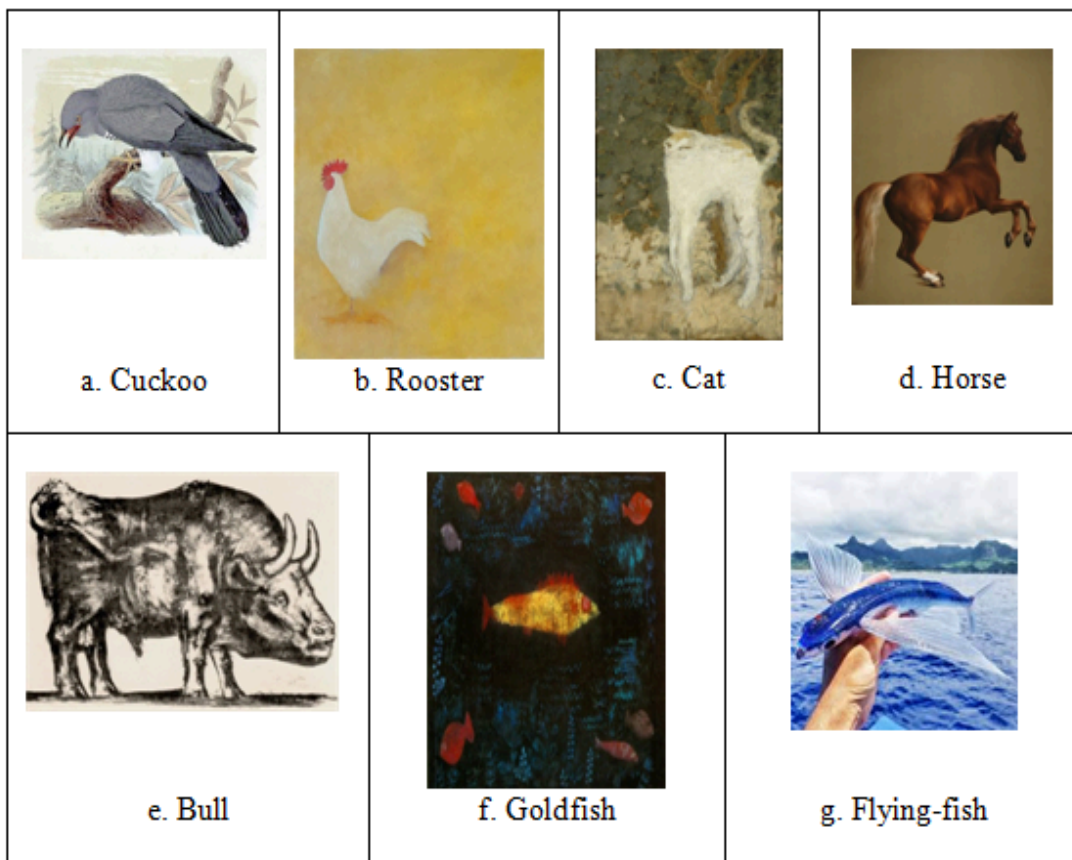 a. Cuckoo
b. Rooster
c. Cat
d. Horse
e. Bull
f. Goldfish
g. Flying-fish